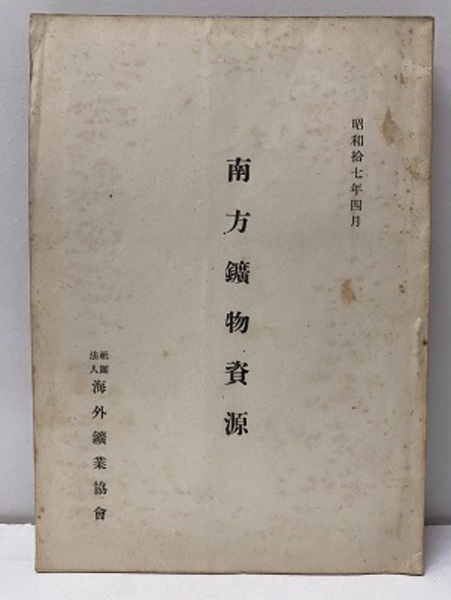 昭和拾七年四月
南方鑛物資源
社團法人海外鑛業協會